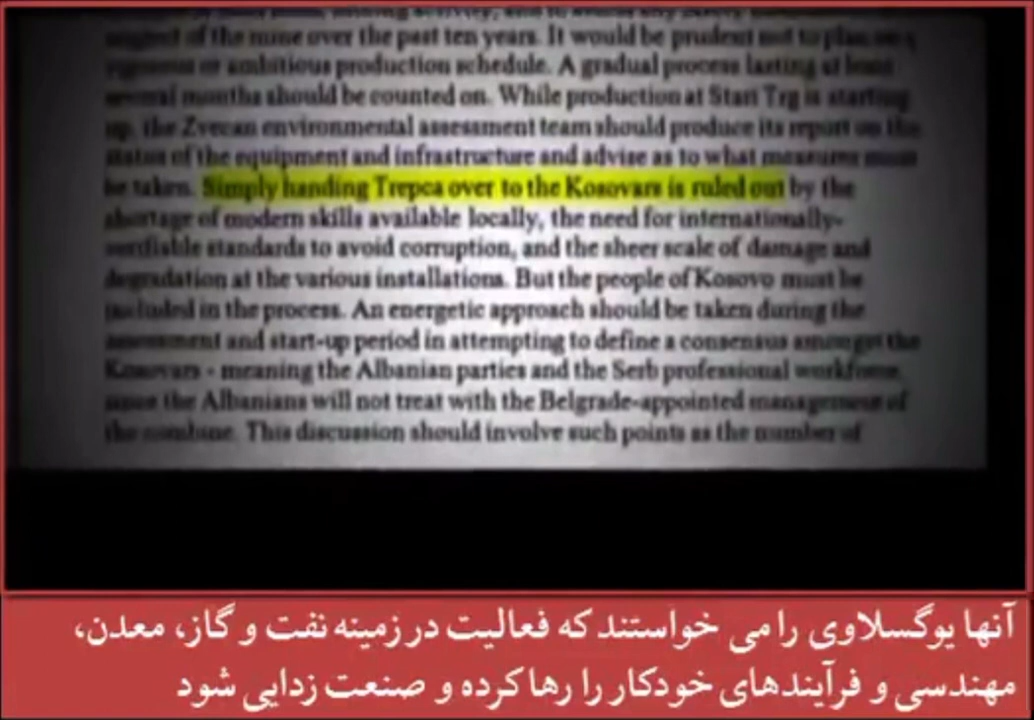 neglect of the mine over the past ten years. It would be prudent not to plan on a
vigorous or ambitious production schedule. A gradual process lasting at least
several months should be counted on. While production at Stari Trg is starting
up, the Zvecan environmental assessment team should produce its report on the
status of the equipment and infrastructure and advise as to what measures must
be taken. Simply handing Trepca over to the Kosovars is ruled out by the
shortage of modern skills available locally, the need for internationally-
verifiable standards to avoid corruption, and the sheer scale of damage and
degradation at the various installations. But the people of Kosovo must be
included in the process. An energetic approach should be taken during the
assessment and start-up period in attempting to define a consensus amongst the
Kosovars - meaning the Albanian parties and the Serb professional workforce,
since the Albanians will not treat with the Belgrade-appointed management of
the combine. This discussion should involve such points as the number of
آنها یوگسلاوی را می خواستند که فعالیت در زمینه نفت و گاز، معدن،
مهندسی و فرآیندهای خودکار را رها کرده و صنعت زدایی شود